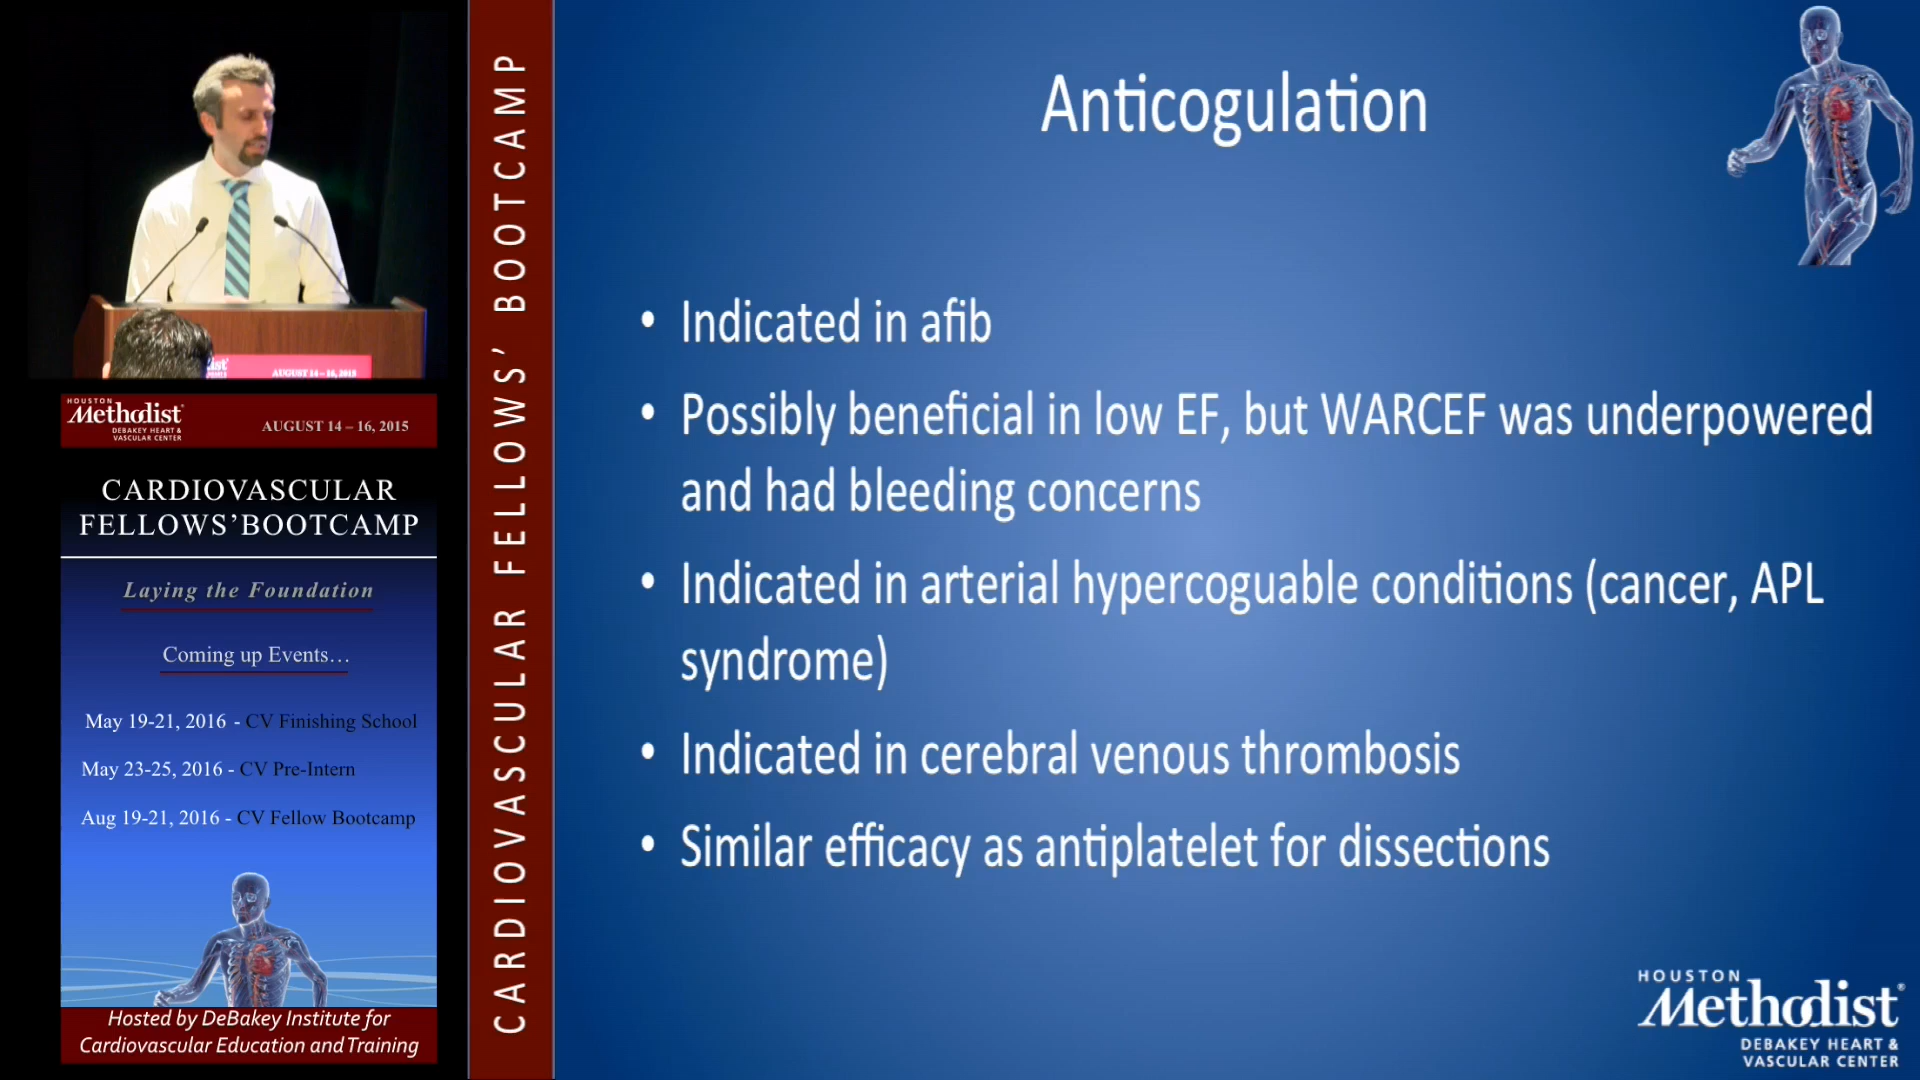 Anticogulation
• Indicated in afib
• Possibly beneficial in low EF, but WARCEF was underpowered
and had bleeding concerns
• Indicated in arterial hypercoguable conditions (cancer, APL
syndrome)
• Indicated in cerebral venous thrombosis
• Similar efficacy as antiplatelet for dissections
HOUSTON
Methodist®
DEBAKEY HEART &
VASCULAR CENTER
CARDIOVASCULAR FELLOWS' BOOTCAMP
AUGUST 14 – 16, 2015
HOUSTON
Methodist
DEBAKEY HEART &
VASCULAR CENTER
AUGUST 14 – 16, 2015
CARDIOVASCULAR
FELLOWS'BOOTCAMP
Laying the Foundation
Coming up Events…
May 19-21, 2016 - CV Finishing School
May 23-25, 2016 - CV Pre-Intern
Aug 19-21, 2016 - CV Fellow Bootcamp
Hosted by DeBakey Institute for
Cardiovascular Education and Training